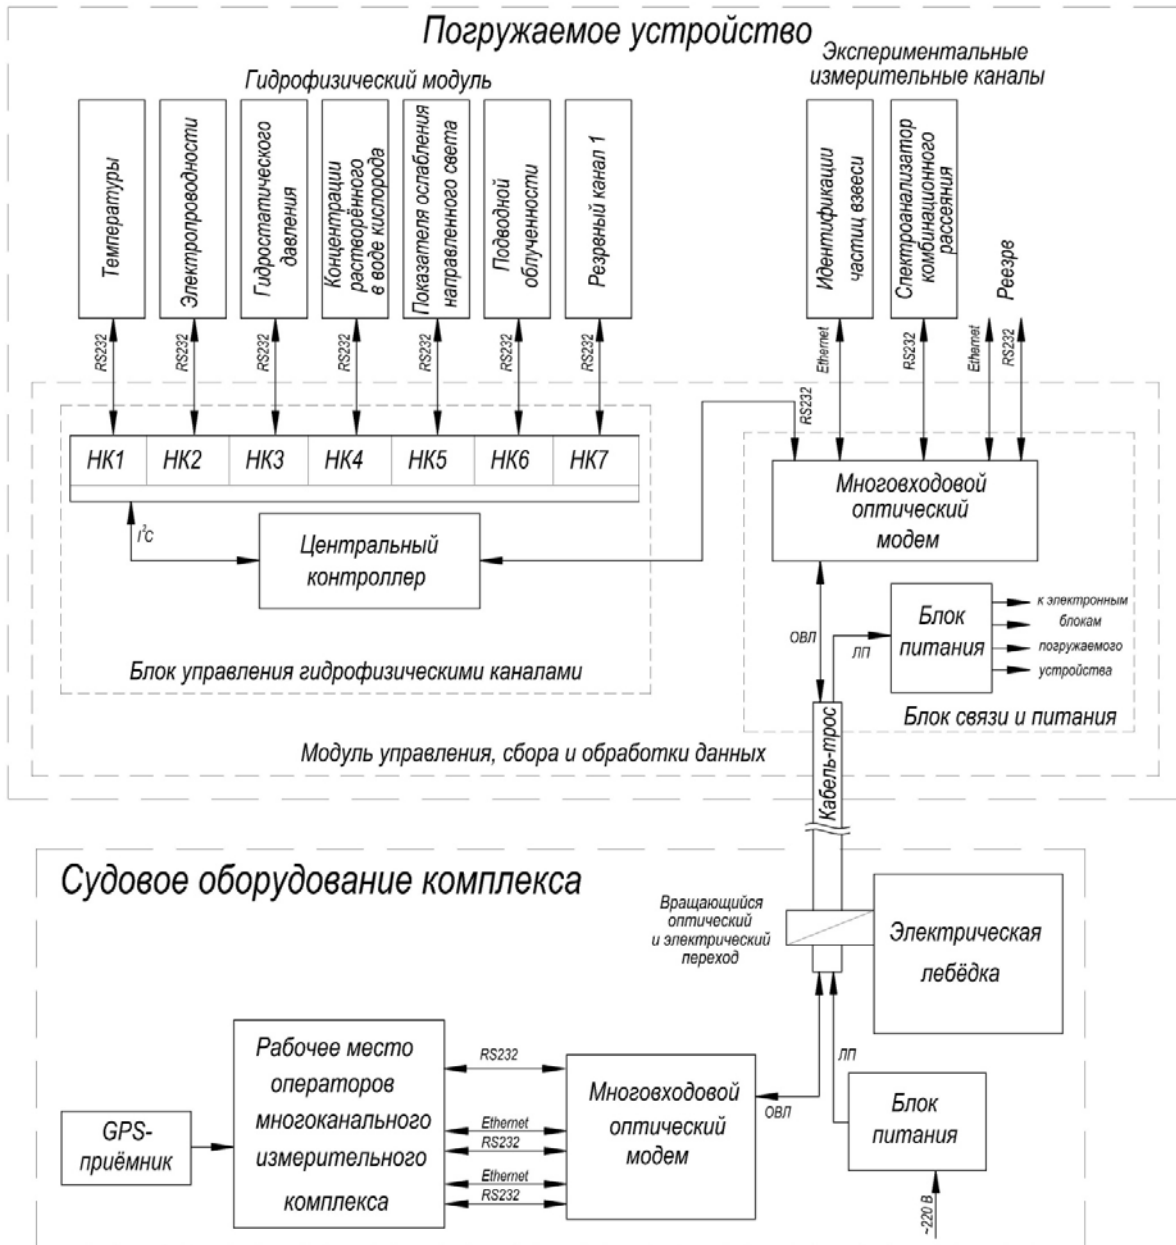 Погружаемое устройство
Гидрофизический модуль
Экспериментальные
измерительные каналы
Температуры
Электропроводности
Гидростатического
давления
Концентрации
растворённого
в воде кислорода
Показателя ослабления
направленного света
Подводной
облученности
Резрвный канал 1
Идентификации
частиц взвеси
Спектроанализатор
комбинационного
рассеяния
Реезрв
RS232
RS232
RS232
RS232
RS232
RS232
RS232
Ethernet
RS232
Ethernet
RS232
RS232
НК1
НК2
НК3
НК4
НК5
НК6
НК7
I²C
Центральный
контроллер
Многовходовой
оптический
модем
Блок управления гидрофизическими каналами
ОВЛ
ЛП
Блок
питания
к электронным
блокам
погружаемого
устройства
Блок связи и питания
Модуль управления, сбора и обработки данных
Кабель-трос
Судовое оборудование комплекса
Вращающийся
оптический
и электрический
переход
Электрическая
лебёдка
GPS-
приёмник
Рабочее место
операторов
многоканального
измерительного
комплекса
RS232
Ethernet
RS232
Ethernet
RS232
Многовходовой
оптический
модем
ОВЛ
ЛП
Блок
питания
~220 В